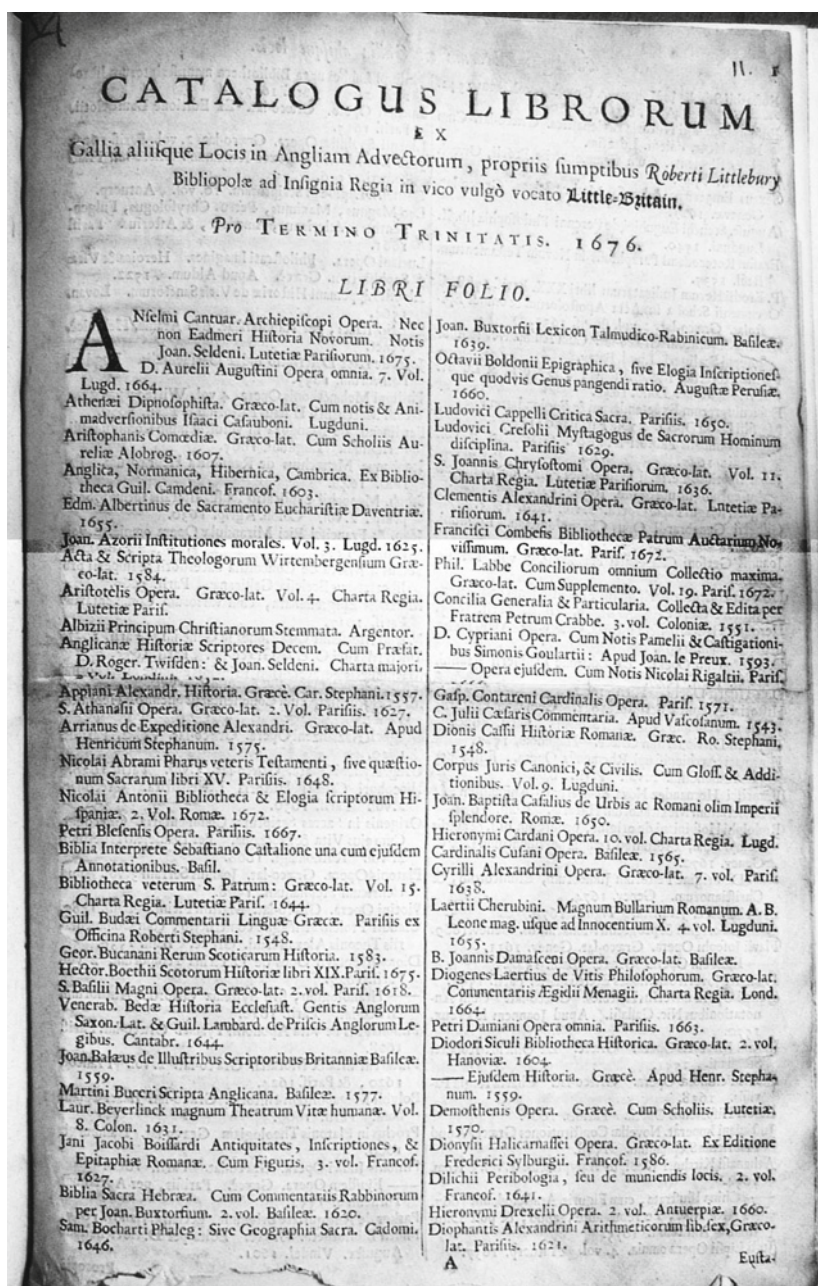 11. 1
CATALOGUS LIBRORUM
EX
Gallia aliisque Locis in Angliam Advectorum, propriis sumptibus Roberti Littlebury
Bibliopolæ ad Insignia Regia in vico vulgò vocato Little-Britain.
Pro TERMINO TRINITATIS. 1676.
LIBRI FOLIO.
ANselmi Cantuar. Archiepiscopi Opera. Nec
non Eadmeri Historia Novorum. Notis
Joan. Seldeni. Lutetiæ Parisiorum. 1675.
D. Aurelii Augustini Opera omnia. 7. Vol.
Lugd. 1664.
Athenæi Dipnosophista. Græco-lat. Cum notis & Ani-
madversionibus Isaaci Casauboni. Lugduni.
Aristophanis Comœdiæ. Græco-lat. Cum Scholiis Au-
reliæ Alobrog. 1607.
Anglica, Normanica, Hibernica, Cambrica. Ex Biblio-
theca Guil. Camdeni. Francof. 1603.
Edm. Albertinus de Sacramento Eucharistiæ Daventriæ.
1655.
Joan. Azorii Institutiones morales. Vol. 3. Lugd. 1625.
Acta & Scripta Theologorum Wirtembergensium Græ-
co-lat. 1584.
Aristotelis Opera. Græco-lat. Vol. 4. Charta Regia.
Lutetiæ Paris.
Albizii Principum Christianorum Stemmata. Argentor.
Anglicanæ Historiæ Scriptores Decem. Cum Præfat.
D. Roger. Twisden: & Joan. Seldeni. Charta majori.
Appiani Alexandr. Historia. Græcè. Car. Stephani. 1557.
S. Athanasii Opera. Græco-lat. 2. Vol. Parisiis. 1627.
Arrianus de Expeditione Alexandri. Græco-lat. Apud
Henricum Stephanum. 1575.
Nicolai Abrami Pharus veteris Testamenti, sive quæstio-
num Sacrarum libri XV. Parisiis. 1648.
Nicolai Antonii Bibliotheca & Elogia scriptorum Hi-
spaniæ. 2. Vol. Romæ. 1672.
Petri Blesensis Opera. Parisiis. 1667.
Biblia Interprete Sebastiano Castalione una cum ejusdem
Annotationibus. Basil.
Bibliotheca veterum S. Patrum: Græco-lat. Vol. 15.
Charta Regia. Lutetiæ Paris. 1644.
Guil. Budæi Commentarii Linguæ Græcæ. Parisiis ex
Officina Roberti Stephani. 1548.
Geor. Bucanani Rerum Scoticarum Historia. 1583.
Hector. Boethii Scotorum Historiæ libri XIX. Paris. 1675.
S. Basilii Magni Opera. Græco-lat. 2. vol. Paris. 1618.
Venerab. Bedæ Historia Ecclesiast. Gentis Anglorum
Saxon. Lat. & Guil. Lambard. de Priscis Anglorum Le-
gibus. Cantabr. 1644.
Joan. Balæus de Illustribus Scriptoribus Britanniæ Basileæ.
1559.
Martini Buceri Scripta Anglicana. Basileæ. 1577.
Laur. Beyerlinck magnum Theatrum Vitæ humanæ. Vol.
8. Colon. 1631.
Jani Jacobi Boissardi Antiquitates, Inscriptiones, &
Epitaphiæ Romanæ. Cum Figuris. 3. vol. Francof.
1627.
Biblia Sacra Hebræa. Cum Commentariis Rabbinorum
per Joan. Buxtorfium. 2. vol. Basileæ. 1620.
Sam. Bocharti Phaleg: Sive Geographia Sacra. Cadomi.
1646.
Joan. Buxtorfii Lexicon Talmudico-Rabinicum. Basileæ.
1639.
Octavii Boldonii Epigraphica, sive Elogia Inscriptiones-
que quodvis Genus pangendi ratio. Augustæ Perusiæ.
1660.
Ludovici Cappelli Critica Sacra. Parisiis. 1650.
Ludovici Cresolii Mystagogus de Sacrorum Hominum
disciplina. Parisiis 1629.
S. Joannis Chrysostomi Opera. Græco-lat. Vol. 11.
Charta Regia. Lutetiæ Parisiorum. 1636.
Clementis Alexandrini Opera. Græco-lat. Lntetiæ Pa-
risiorum. 1641.
Francisci Combefis Bibliothecæ Patrum Auctarium No-
vissimum. Græco-lat. Paris. 1672.
Phil. Labbe Conciliorum omnium Collectio maxima.
Græco-lat. Cum Supplemento. Vol. 19. Paris. 1672.
Concilia Generalia & Particularia. Collecta & Edita per
Fratrem Petrum Crabbe. 3. vol. Coloniæ. 1551.
D. Cypriani Opera. Cum Notis Pamelii & Castigationi-
bus Simonis Goulartii: Apud Joan. le Preux. 1593.
—— Opera ejusdem. Cum Notis Nicolai Rigaltii. Paris.
Gasp. Contareni Cardinalis Opera. Paris. 1571.
C. Julii Cæsaris Commentaria. Apud Vascosanum. 1543.
Dionis Cassii Historiæ Romanæ. Græc. Ro. Stephani.
1548.
Corpus Juris Canonici, & Civilis. Cum Gloss. & Addi-
tionibus. Vol. 9. Lugduni.
Joan. Baptista Casalius de Urbis ac Romani olim Imperii
splendore. Romæ. 1650.
Hieronymi Cardani Opera. 10. vol. Charta Regia. Lugd.
Cardinalis Cusani Opera. Basileæ. 1565.
Cyrilli Alexandrini Opera. Græco-lat. 7. vol. Paris.
1638.
Laertii Cherubini. Magnum Bullarium Romanum. A. B.
Leone mag. usque ad Innocentium X. 4. vol. Lugduni.
1655.
B. Joannis Damasceni Opera. Græco-lat. Basileæ.
Diogenes Laertius de Vitis Philosophorum. Græco-lat.
Commentariis Ægidii Menagii. Charta Regia. Lond.
1664.
Petri Damiani Opera omnia. Parisiis. 1663.
Diodori Siculi Bibliotheca Historica. Græco-lat. 2. vol.
Hanoviæ. 1604.
—— Ejusdem Historia. Græcè. Apud Henr. Stepha-
num. 1559.
Demosthenis Opera. Græcè. Cum Scholiis. Lutetiæ.
1570.
Dionysii Halicarnassei Opera. Græco-lat. Ex Editione
Frederici Sylburgii. Francof. 1586.
Dilichii Peribologia, seu de muniendis locis. 2. vol.
Francof. 1641.
Hieronymi Drexelii Opera. 2. vol. Antuerpiæ. 1660.
Diophantis Alexandrini Arithmeticorum lib. sex, Græco-
lat. Parisiis. 1621.
A Eusta-